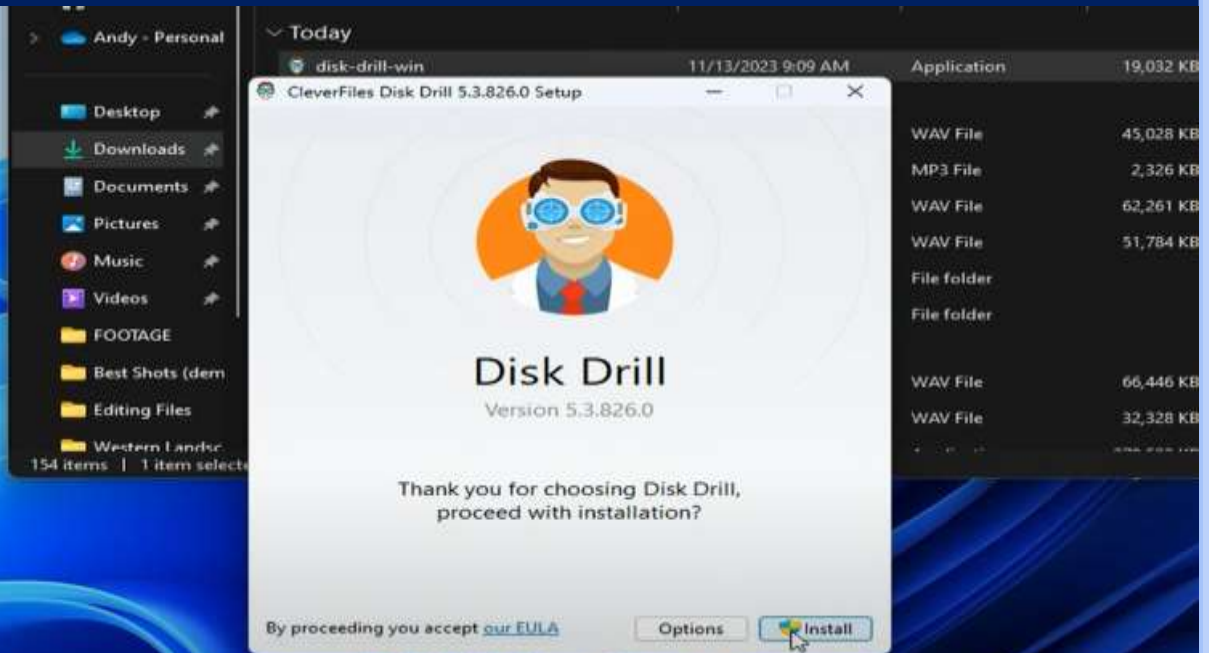 Andy - Personal
Today
disk-drill-win 11/13/2023 9:09 AM Application 19,032 KB
CleverFiles Disk Drill 5.3.826.0 Setup
Desktop
WAV File 45,028 KB
Downloads
MP3 File 2,326 KB
Documents
WAV File 62,261 KB
Pictures
WAV File 51,784 KB
Music
File folder
Videos
File folder
FOOTAGE
Disk Drill
Best Shots (dem
WAV File 66,446 KB
Version 5.3.826.0
Editing Files
WAV File 32,328 KB
Western Landsc
154 items | 1 item selecte
Thank you for choosing Disk Drill,
proceed with installation?
By proceeding you accept our EULA
Options
Install